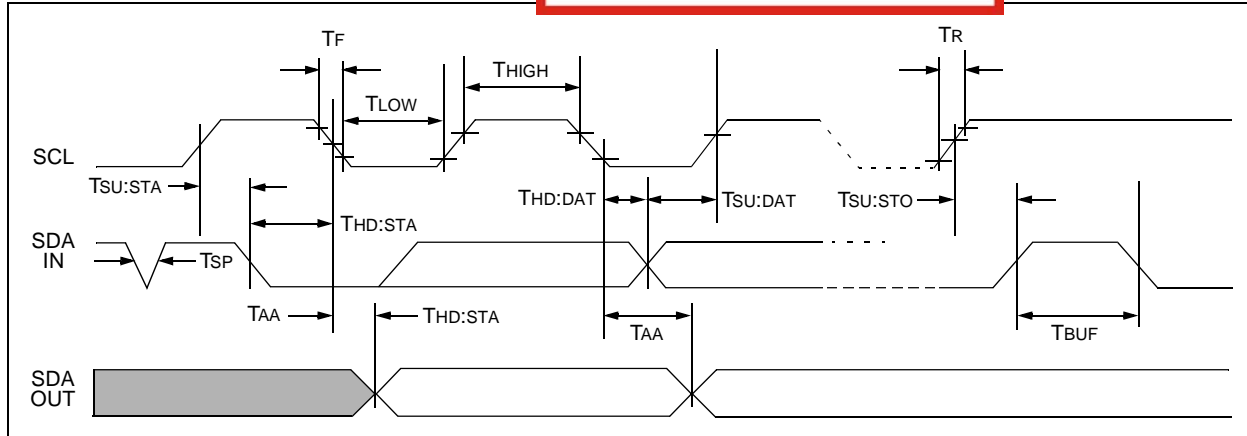 TF
TR
THIGH
TLOW
SCL
TSU:STA
THD:DAT
TSU:DAT
TSU:STO
THD:STA
SDA
IN
TSP
TAA
THD:STA
TAA
TBUF
SDA
OUT